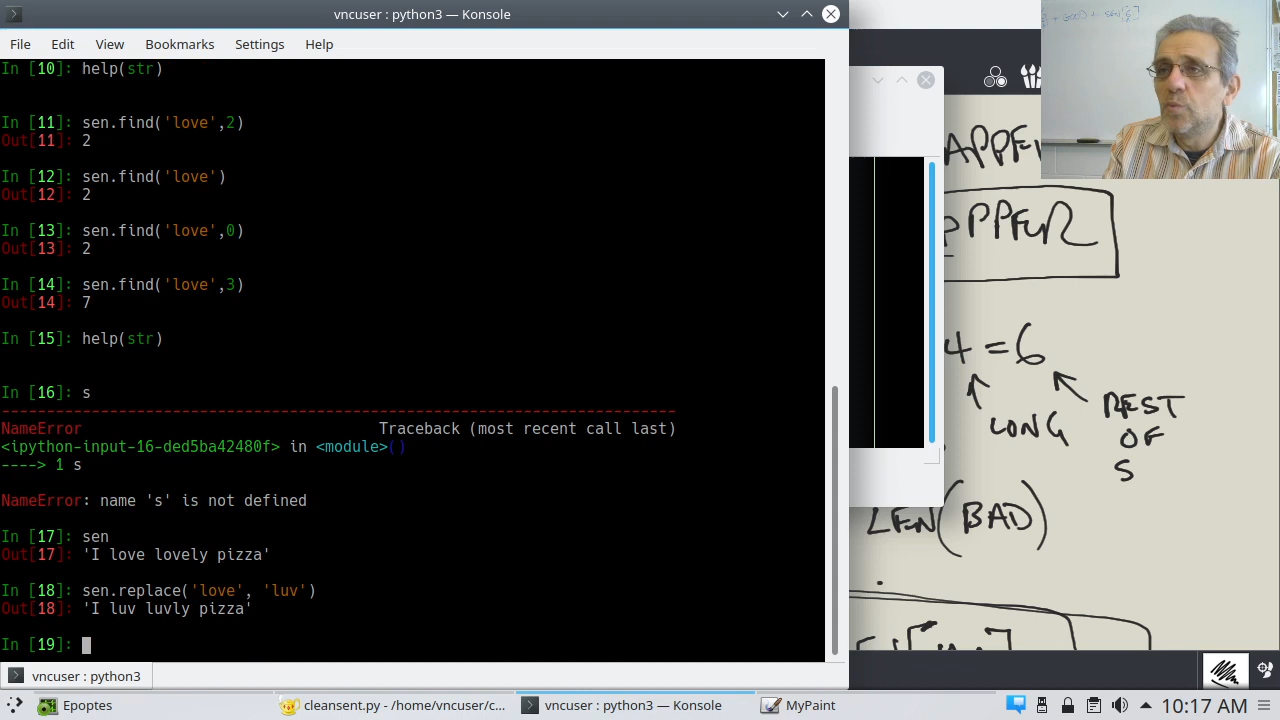 vncuser : python3 — Konsole
File Edit View Bookmarks Settings Help
In [10]: help(str)
In [11]: sen.find('love',2)
Out[11]: 2
In [12]: sen.find('love')
Out[12]: 2
In [13]: sen.find('love',0)
Out[13]: 2
In [14]: sen.find('love',3)
Out[14]: 7
In [15]: help(str)
In [16]: s
---------------------------------------------------------------------------
NameError                                 Traceback (most recent call last)
<ipython-input-16-ded5ba42480f> in <module>()
----> 1 s
NameError: name 's' is not defined
In [17]: sen
Out[17]: 'I love lovely pizza'
In [18]: sen.replace('love', 'luv')
Out[18]: 'I luv luvly pizza'
In [19]:
vncuser : python3
4 = 6
LONG
REST
OF
S
LEN(BAD)
Epoptes
cleansent.py - /home/vncuser/c...
vncuser : python3 — Konsole
MyPaint
10:17 AM